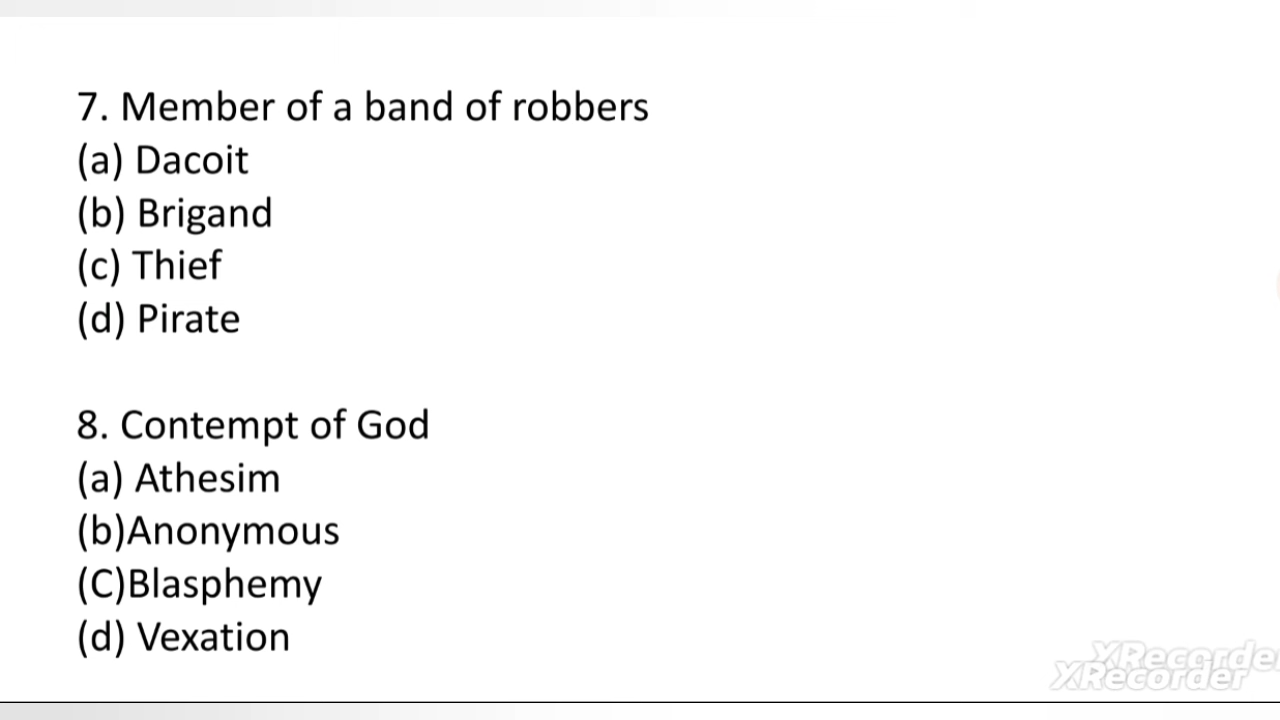 7. Member of a band of robbers
(a) Dacoit
(b) Brigand
(c) Thief
(d) Pirate
8. Contempt of God
(a) Athesim
(b)Anonymous
(C)Blasphemy
(d) Vexation
XRecorder
XRecorder